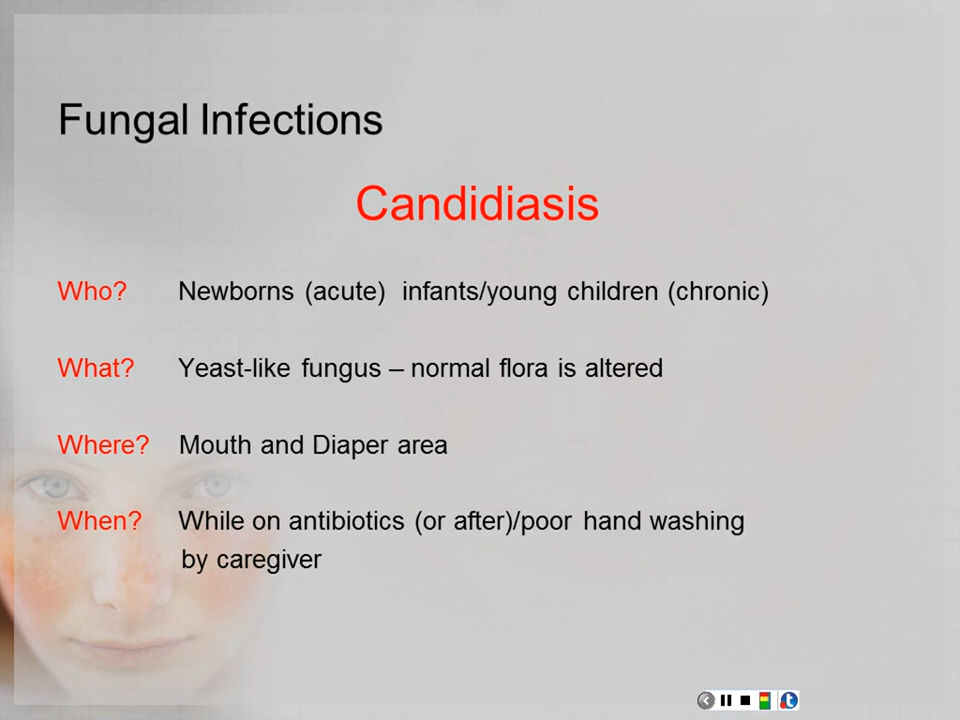 Fungal Infections
Candidiasis
Who? Newborns (acute) infants/young children (chronic)
What? Yeast-like fungus – normal flora is altered
Where? Mouth and Diaper area
When? While on antibiotics (or after)/poor hand washing
by caregiver